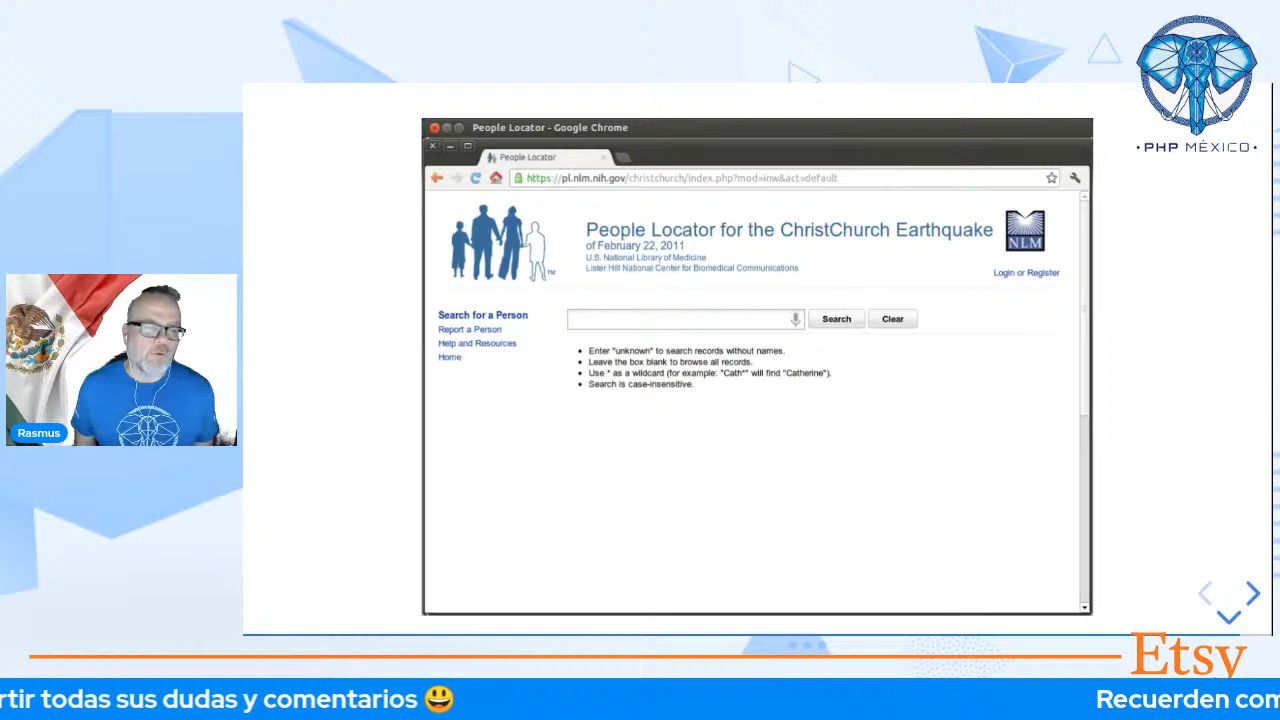 • PHP MÉXICO •
People Locator - Google Chrome
People Locator
https://pl.nlm.nih.gov/christchurch/index.php?mod=inw&act=default
People Locator for the ChristChurch Earthquake
of February 22, 2011
U.S. National Library of Medicine
Lister Hill National Center for Biomedical Communications
TM
NLM
Login or Register
Search for a Person
Report a Person
Help and Resources
Home
Search
Clear
• Enter "unknown" to search records without names.
• Leave the box blank to browse all records.
• Use * as a wildcard (for example: "Cath*" will find "Catherine").
• Search is case-insensitive.
Rasmus
Etsy
rtir todas sus dudas y comentarios 😃
Recuerden com